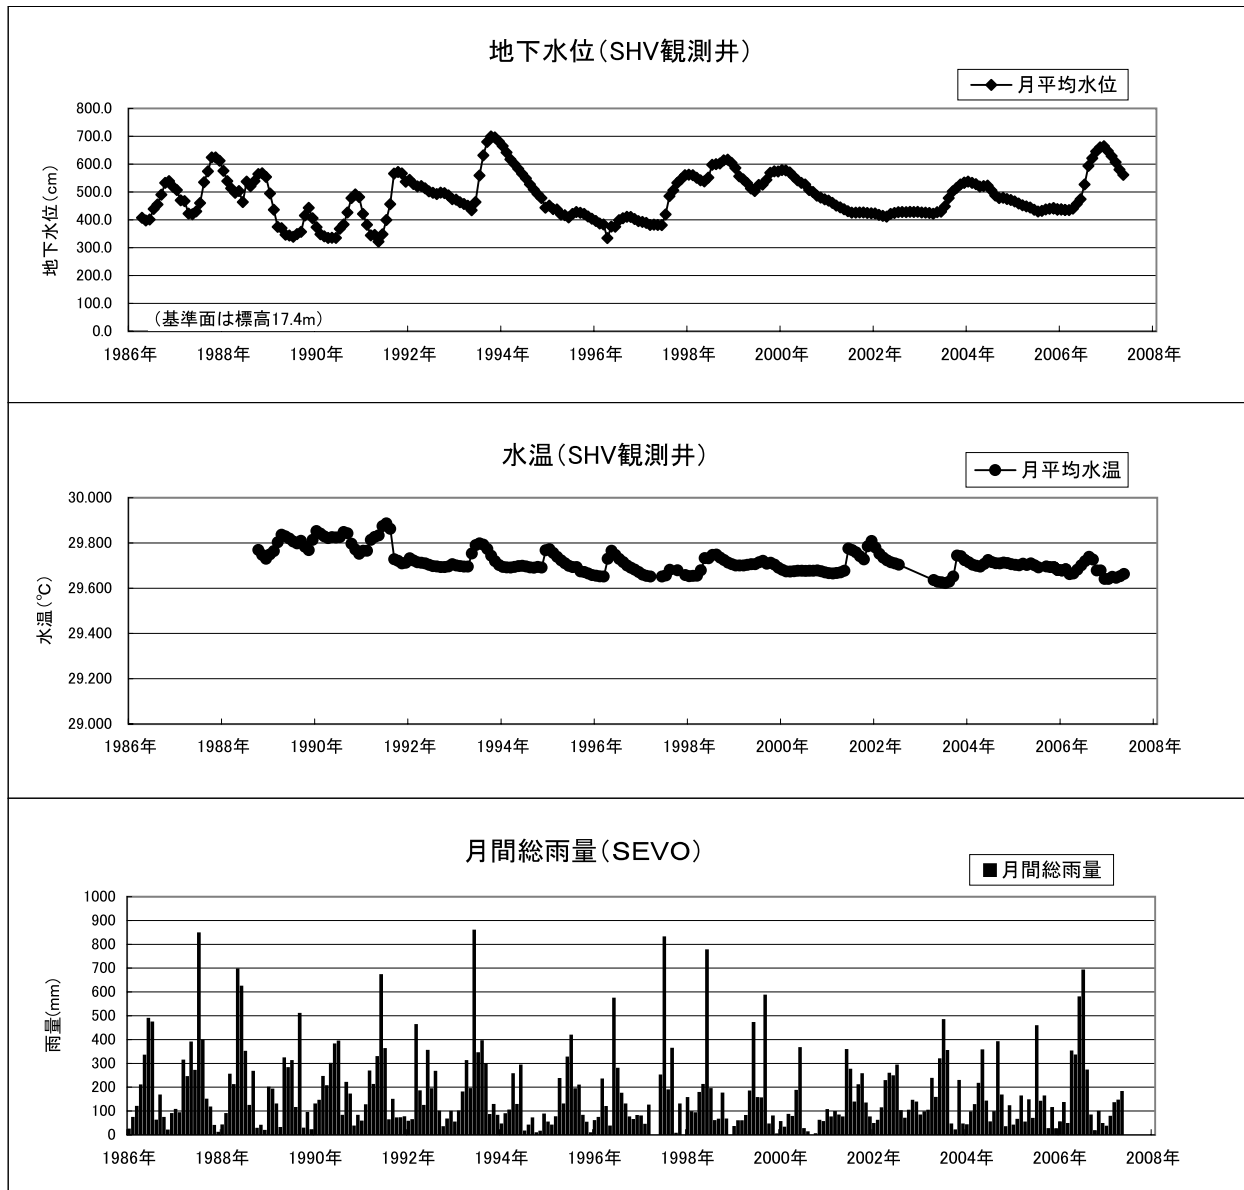 地下水位(SHV観測井)
月平均水位
地下水位(cm)
800.0
700.0
600.0
500.0
400.0
300.0
200.0
100.0
0.0
(基準面は標高17.4m)
1986年 1988年 1990年 1992年 1994年 1996年 1998年 2000年 2002年 2004年 2006年 2008年
水温(SHV観測井)
月平均水温
水温(℃)
30.000
29.800
29.600
29.400
29.200
29.000
1986年 1988年 1990年 1992年 1994年 1996年 1998年 2000年 2002年 2004年 2006年 2008年
月間総雨量(SEVO)
月間総雨量
雨量(mm)
1000
900
800
700
600
500
400
300
200
100
0
1986年 1988年 1990年 1992年 1994年 1996年 1998年 2000年 2002年 2004年 2006年 2008年